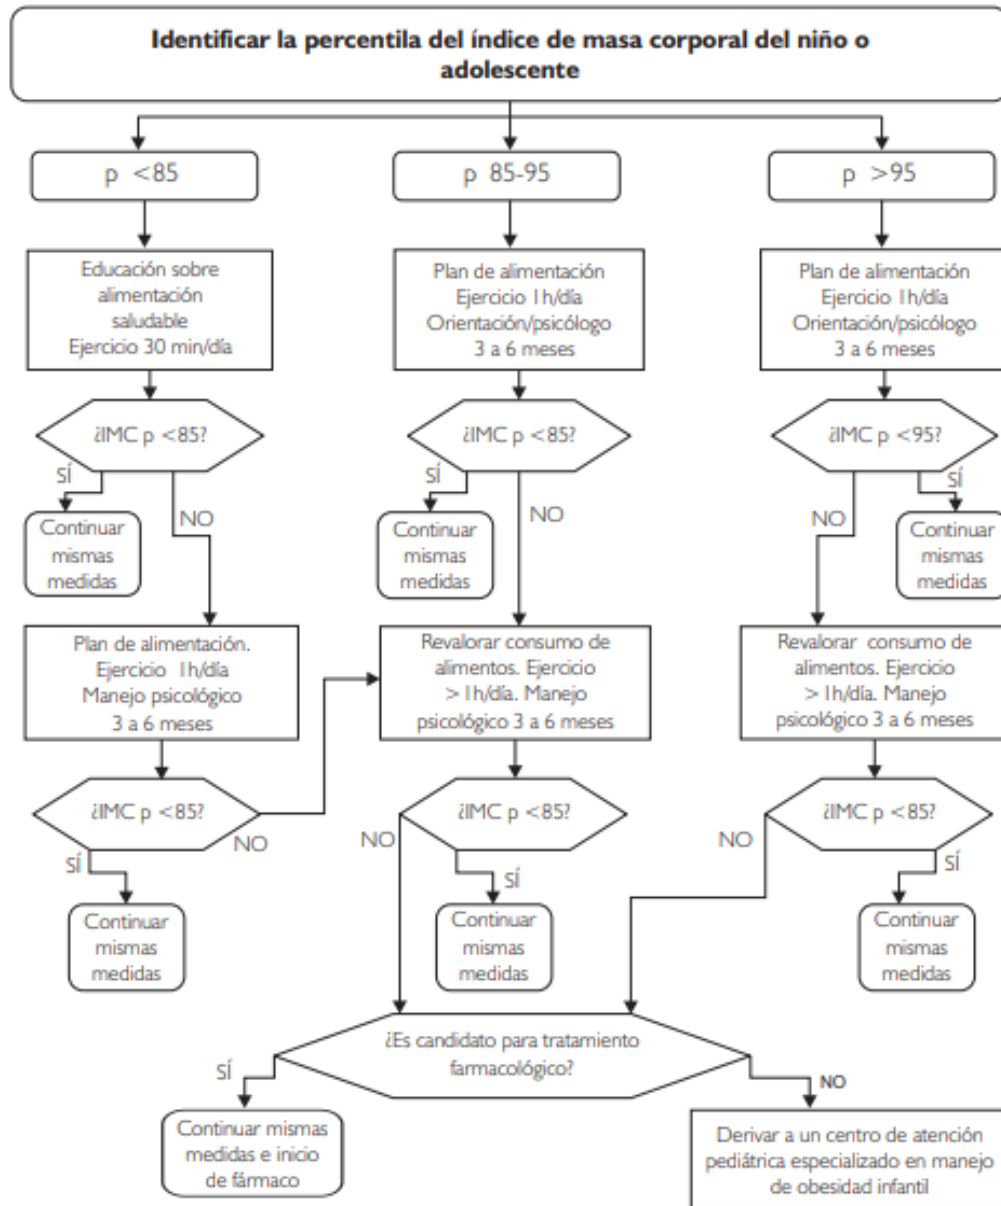 Identificar la percentila del índice de masa corporal del niño o
adolescente
p <85
p 85-95
p >95
Educación sobre
alimentación
saludable
Ejercicio 30 min/día
Plan de alimentación
Ejercicio 1h/día
Orientación/psicólogo
3 a 6 meses
Plan de alimentación
Ejercicio 1h/día
Orientación/psicólogo
3 a 6 meses
¿IMC p <85?
¿IMC p <85?
¿IMC p <95?
SÍ
NO
SÍ
NO
NO
SÍ
Continuar
mismas
medidas
Continuar
mismas
medidas
Continuar
mismas
medidas
Plan de alimentación.
Ejercicio 1h/día
Manejo psicológico
3 a 6 meses
Revalorar consumo de
alimentos. Ejercicio
> 1h/día. Manejo
psicológico 3 a 6 meses
Revalorar consumo de
alimentos. Ejercicio
> 1h/día. Manejo
psicológico 3 a 6 meses
¿IMC p <85?
¿IMC p <85?
¿IMC p <85?
SÍ
NO
NO
SÍ
NO
SÍ
Continuar
mismas
medidas
Continuar
mismas
medidas
Continuar
mismas
medidas
¿Es candidato para tratamiento
farmacológico?
SÍ
NO
Continuar mismas
medidas e inicio
de fármaco
Derivar a un centro de atención
pediátrica especializado en manejo
de obesidad infantil